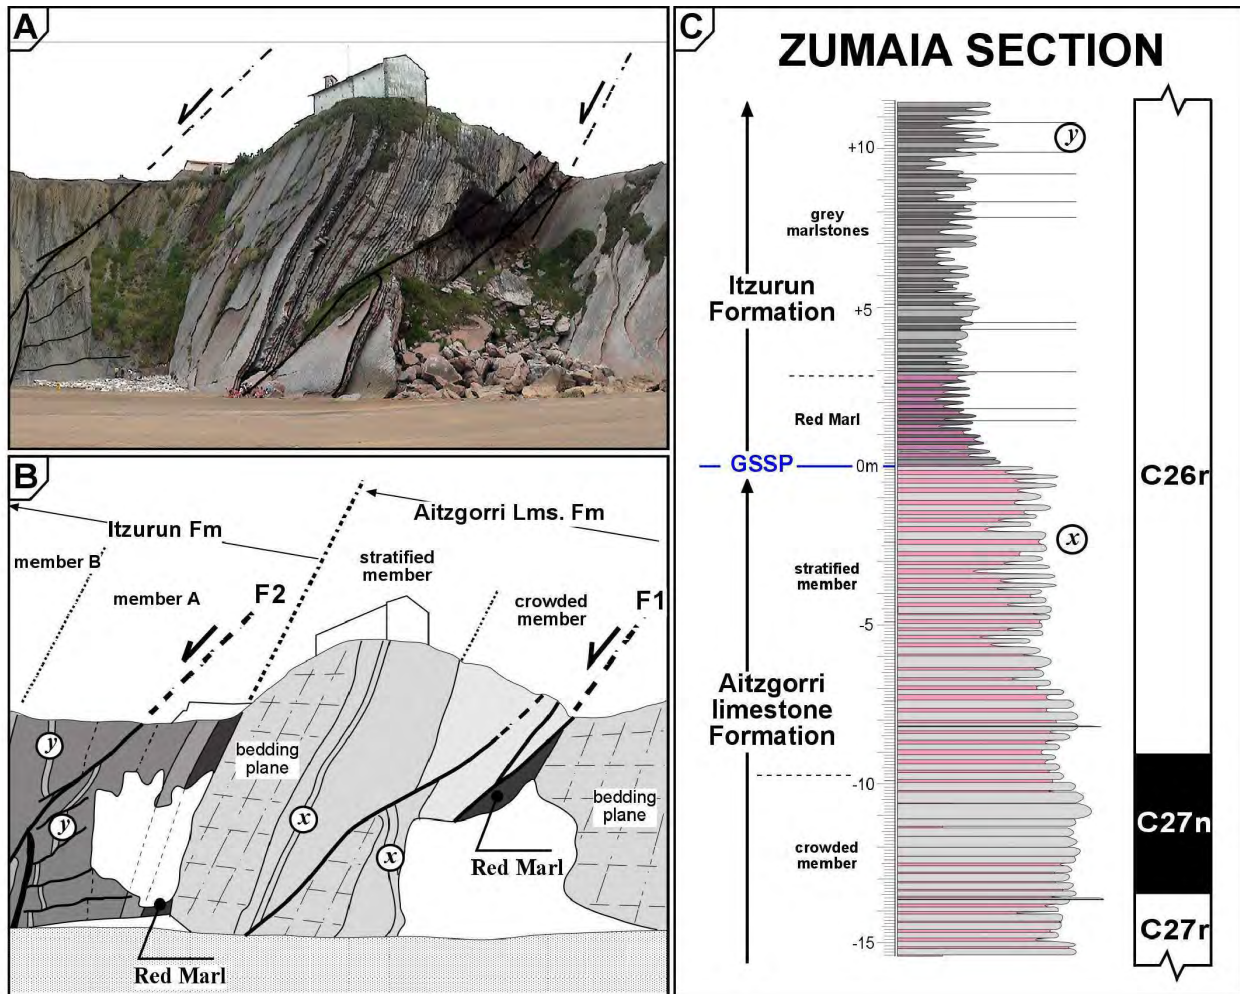 A
B
Itzurun Fm
Aitzgorri Lms. Fm
member B
member A
stratified
member
crowded
member
F2
F1
y
y
bedding
plane
x
x
bedding
plane
Red Marl
Red Marl
C
ZUMAIA SECTION
y
+10
grey
marlstones
Itzurun
Formation
+5
Red Marl
GSSP
0m
C26r
x
stratified
member
-5
Aitzgorri
limestone
Formation
-10
C27n
crowded
member
C27r
-15